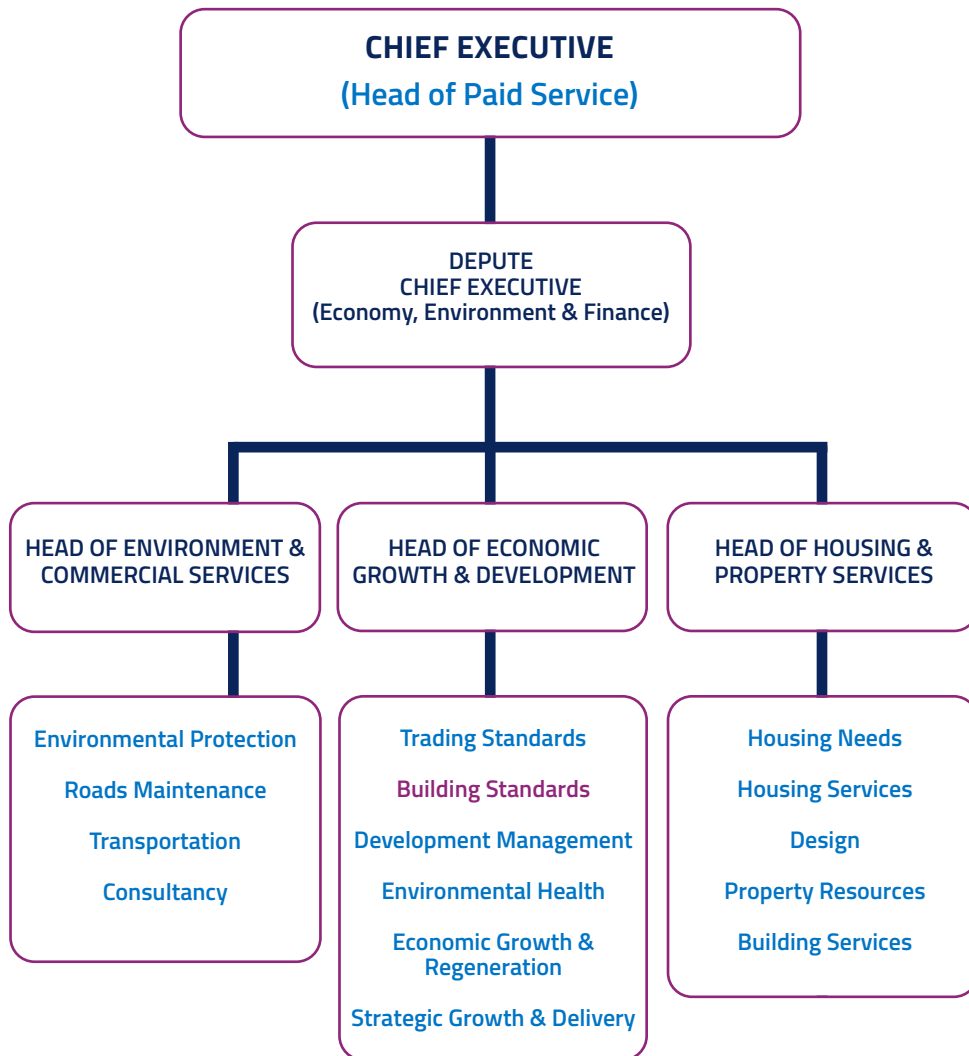 CHIEF EXECUTIVE
(Head of Paid Service)
DEPUTE
CHIEF EXECUTIVE
(Economy, Environment & Finance)
HEAD OF ENVIRONMENT &
COMMERCIAL SERVICES
HEAD OF ECONOMIC
GROWTH & DEVELOPMENT
HEAD OF HOUSING &
PROPERTY SERVICES
Environmental Protection
Roads Maintenance
Transportation
Consultancy
Trading Standards
Building Standards
Development Management
Environmental Health
Economic Growth &
Regeneration
Strategic Growth & Delivery
Housing Needs
Housing Services
Design
Property Resources
Building Services